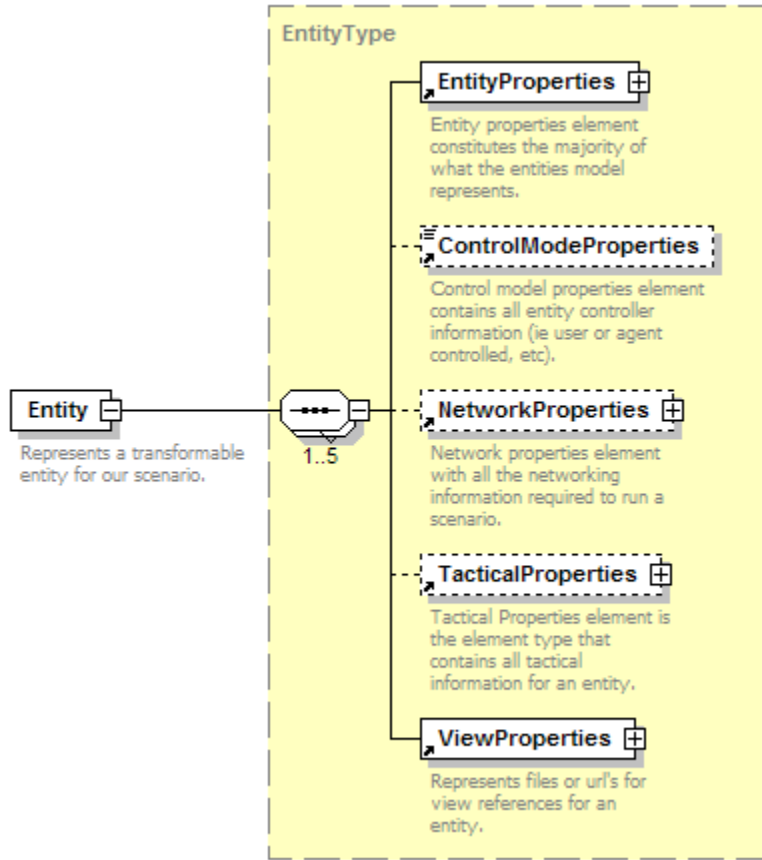 EntityType
EntityProperties
Entity properties element
constitutes the majority of
what the entities model
represents.
ControlModeProperties
Control model properties element
contains all entity controller
information (ie user or agent
controlled, etc).
Entity
Represents a transformable
entity for our scenario.
1..5
NetworkProperties
Network properties element
with all the networking
information required to run a
scenario.
TacticalProperties
Tactical Properties element is
the element type that
contains all tactical
information for an entity.
ViewProperties
Represents files or url's for
view references for an
entity.